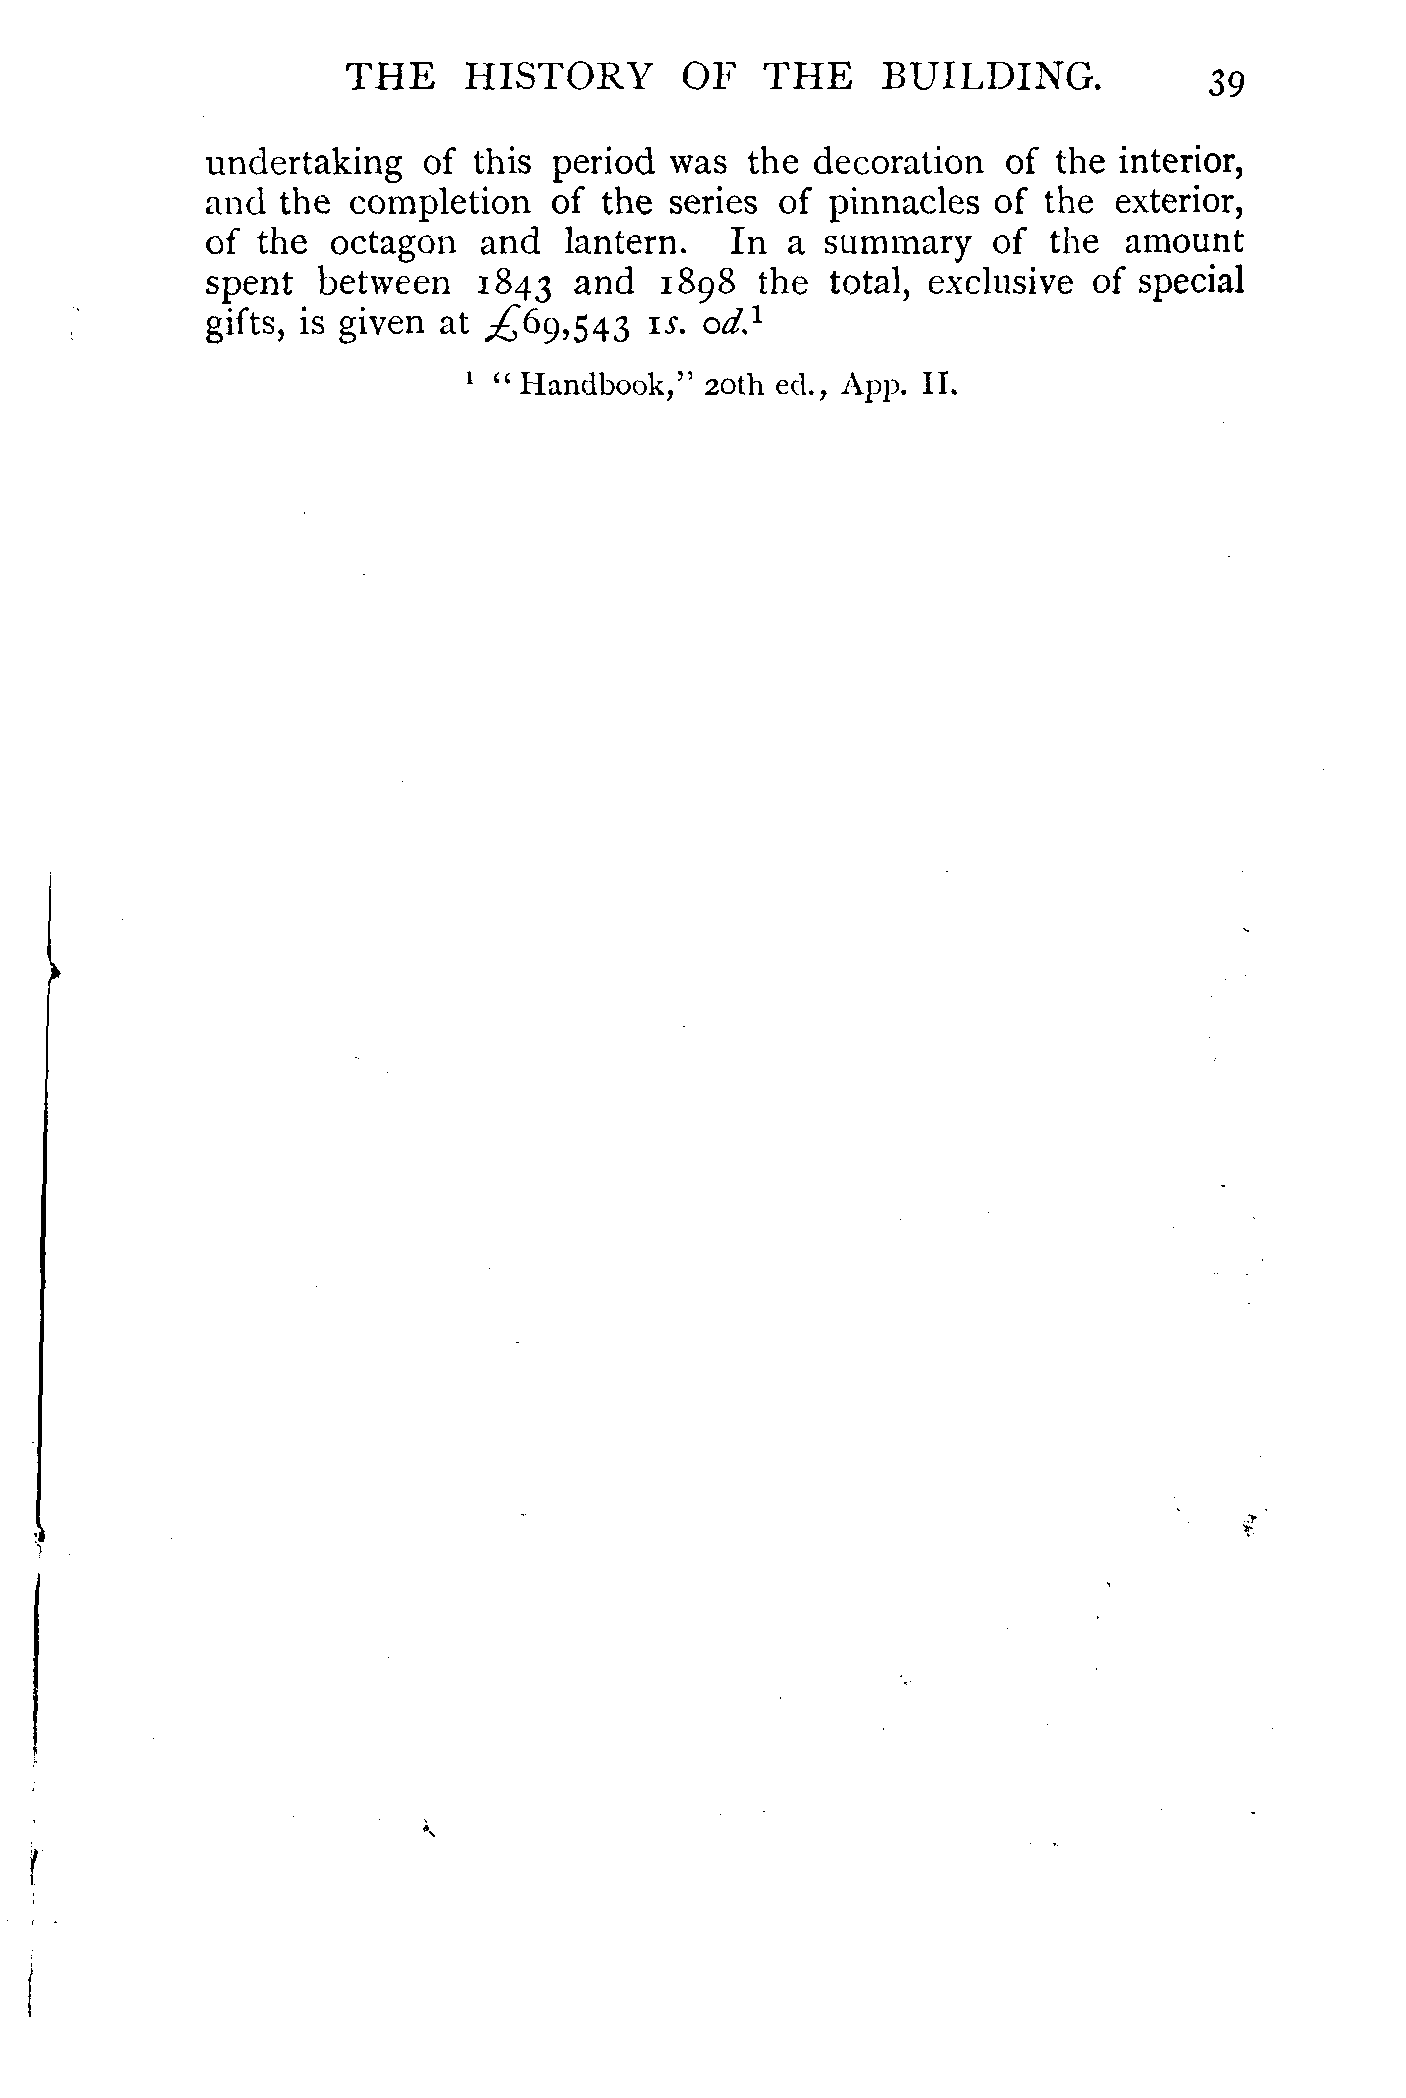 THE HISTORY OF THE BUILDING. 39
undertaking of this period was the decoration of the interior,
and the completion of the series of pinnacles of the exterior,
of the octagon and lantern. In a summary of the amount
spent between 1843 and 1898 the total, exclusive of special
gifts, is given at £69,543 1s. 0d.¹
¹ “Handbook,” 20th ed., App. II.